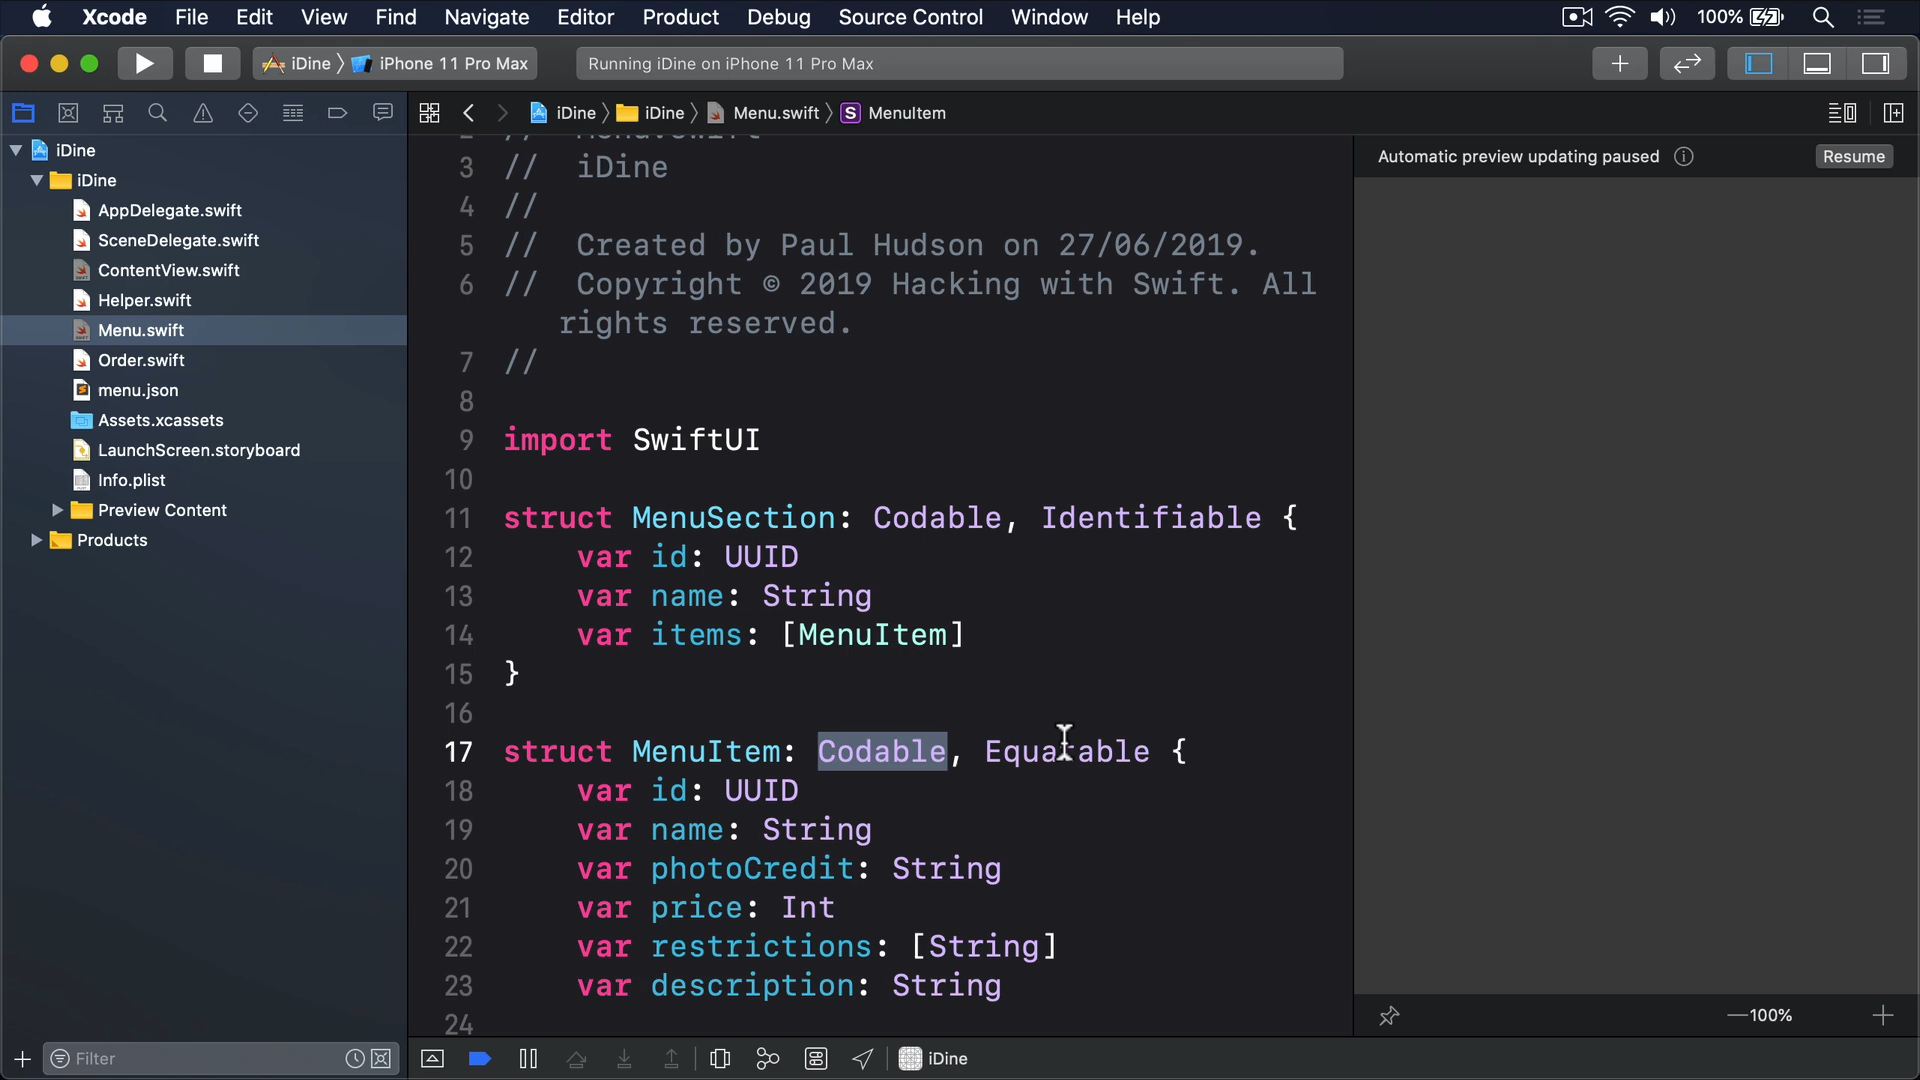 Xcode File Edit View Find Navigate Editor Product Debug Source Control Window Help 100%
iDine iPhone 11 Pro Max Running iDine on iPhone 11 Pro Max
iDine iDine Menu.swift S MenuItem
Automatic preview updating paused Resume
iDine
iDine
AppDelegate.swift
SceneDelegate.swift
ContentView.swift
Helper.swift
Menu.swift
Order.swift
menu.json
Assets.xcassets
LaunchScreen.storyboard
Info.plist
Preview Content
Products
2 // Menu.swift
3 // iDine
4 //
5 // Created by Paul Hudson on 27/06/2019.
6 // Copyright © 2019 Hacking with Swift. All
rights reserved.
7 //
8
9 import SwiftUI
10
11 struct MenuSection: Codable, Identifiable {
12 var id: UUID
13 var name: String
14 var items: [MenuItem]
15 }
16
17 struct MenuItem: Codable, Equatable {
18 var id: UUID
19 var name: String
20 var photoCredit: String
21 var price: Int
22 var restrictions: [String]
23 var description: String
24
100%
Filter
iDine